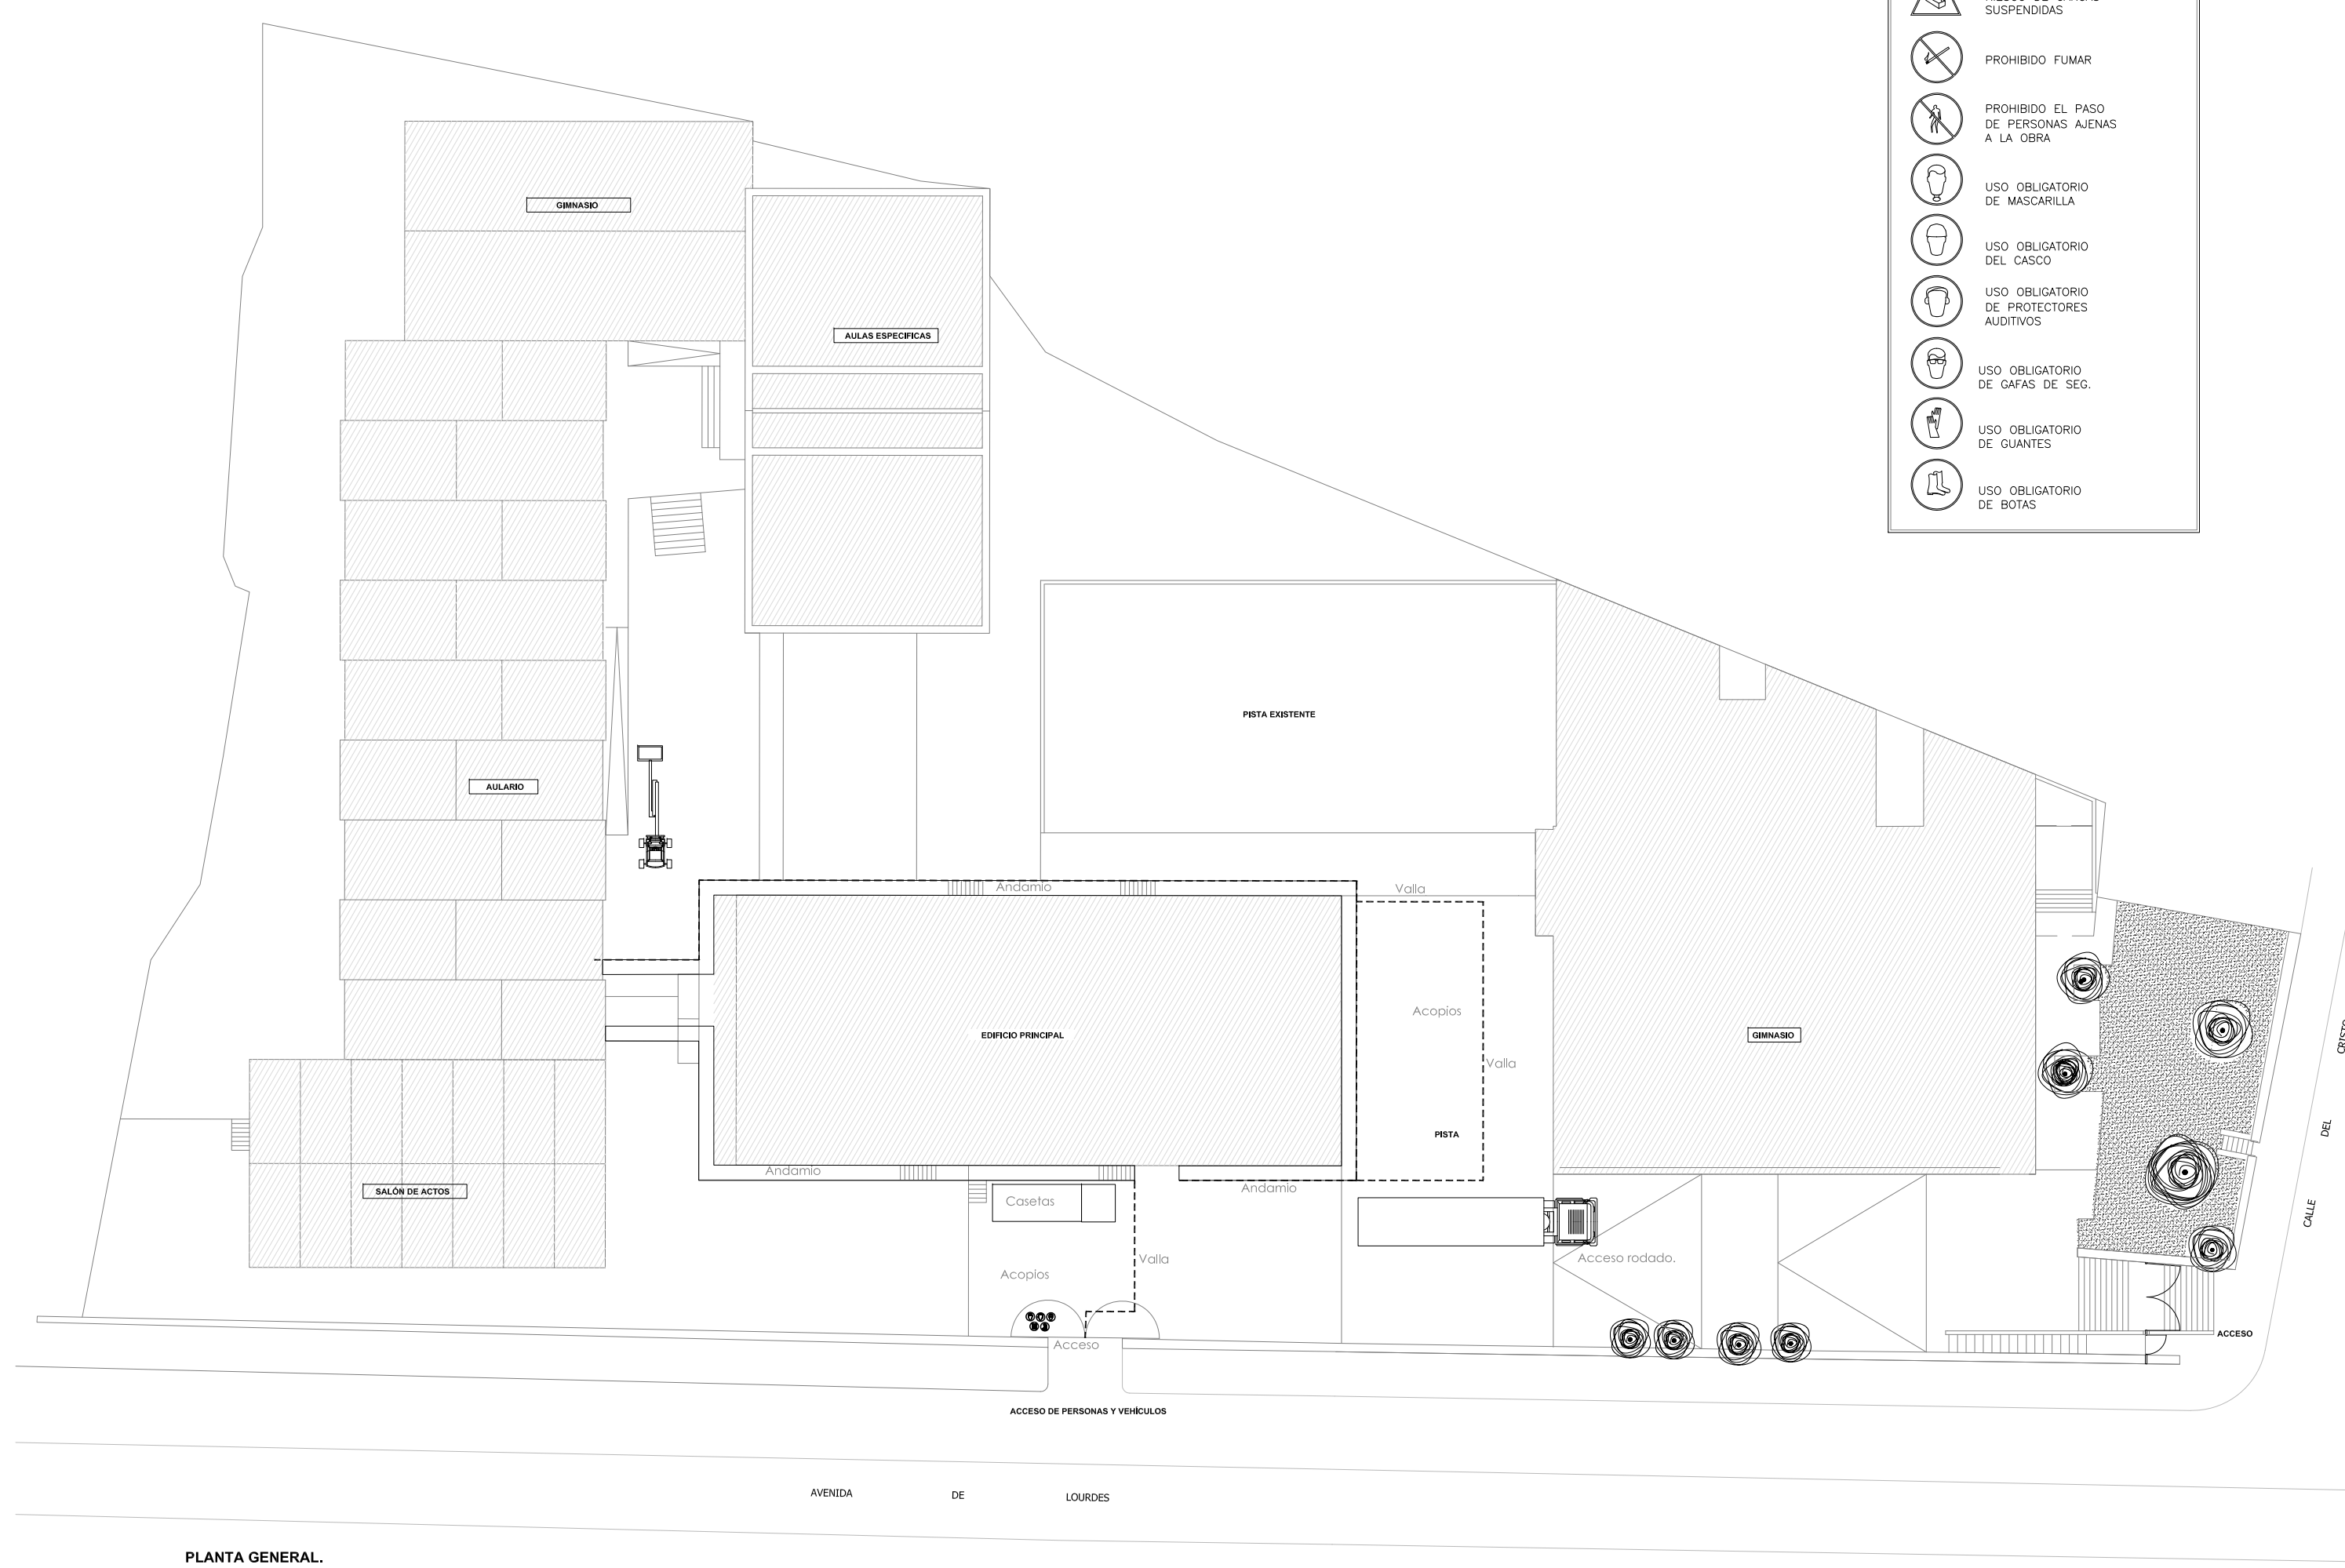 SUSPENDIDAS
PROHIBIDO FUMAR
PROHIBIDO EL PASO
DE PERSONAS AJENAS
A LA OBRA
USO OBLIGATORIO
DE MASCARILLA
USO OBLIGATORIO
DEL CASCO
USO OBLIGATORIO
DE PROTECTORES
AUDITIVOS
USO OBLIGATORIO
DE GAFAS DE SEG.
USO OBLIGATORIO
DE GUANTES
USO OBLIGATORIO
DE BOTAS
GIMNASIO
AULAS ESPECIFICAS
PISTA EXISTENTE
AULARIO
Andamio
Valla
Acopios
EDIFICIO PRINCIPAL
GIMNASIO
Valla
PISTA
Andamio
SALÓN DE ACTOS
Andamio
Casetas
Valla
Acceso rodado.
Acopios
Acceso
ACCESO
CALLE DEL CRISTO
ACCESO DE PERSONAS Y VEHÍCULOS
AVENIDA DE LOURDES
PLANTA GENERAL.